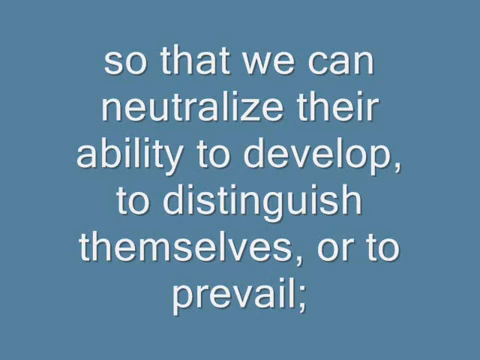 so that we can
neutralize their
ability to develop,
to distinguish
themselves, or to
prevail;